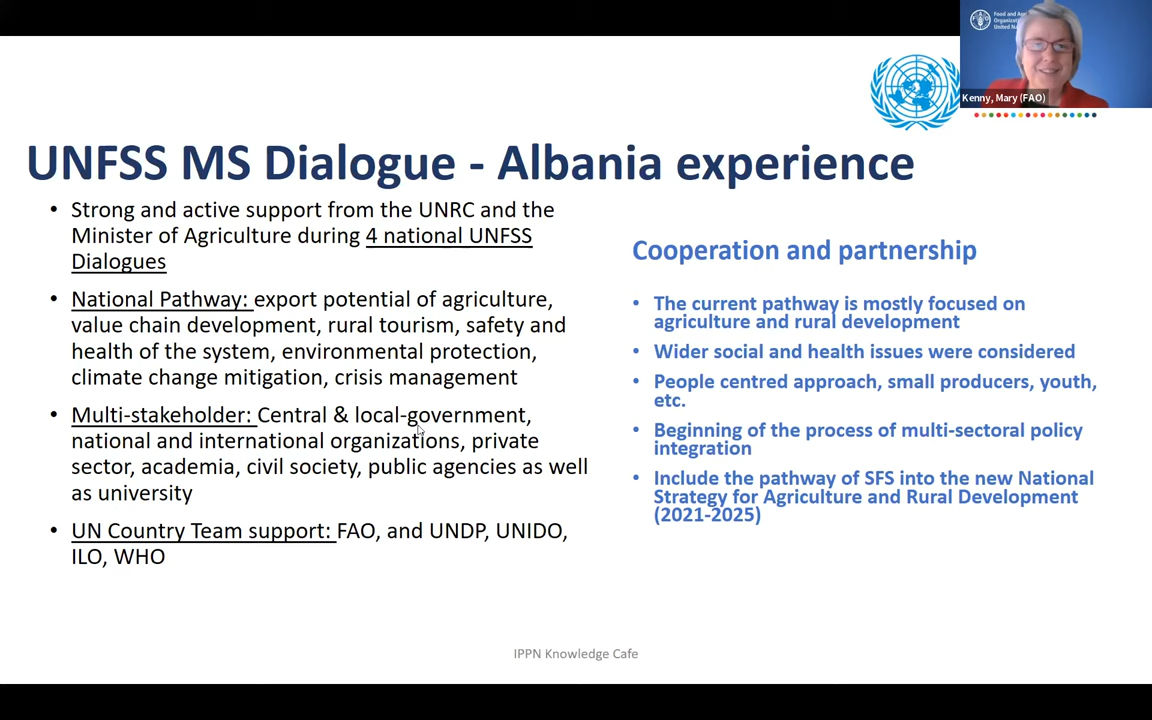 Food and Ag
Organization
United Na
Kenny, Mary (FAO)
UNFSS MS Dialogue - Albania experience
• Strong and active support from the UNRC and the
Minister of Agriculture during 4 national UNFSS
Dialogues
• National Pathway: export potential of agriculture,
value chain development, rural tourism, safety and
health of the system, environmental protection,
climate change mitigation, crisis management
• Multi-stakeholder: Central & local-government,
national and international organizations, private
sector, academia, civil society, public agencies as well
as university
• UN Country Team support: FAO, and UNDP, UNIDO,
ILO, WHO
Cooperation and partnership
• The current pathway is mostly focused on
agriculture and rural development
• Wider social and health issues were considered
• People centred approach, small producers, youth,
etc.
• Beginning of the process of multi-sectoral policy
integration
• Include the pathway of SFS into the new National
Strategy for Agriculture and Rural Development
(2021-2025)
IPPN Knowledge Cafe